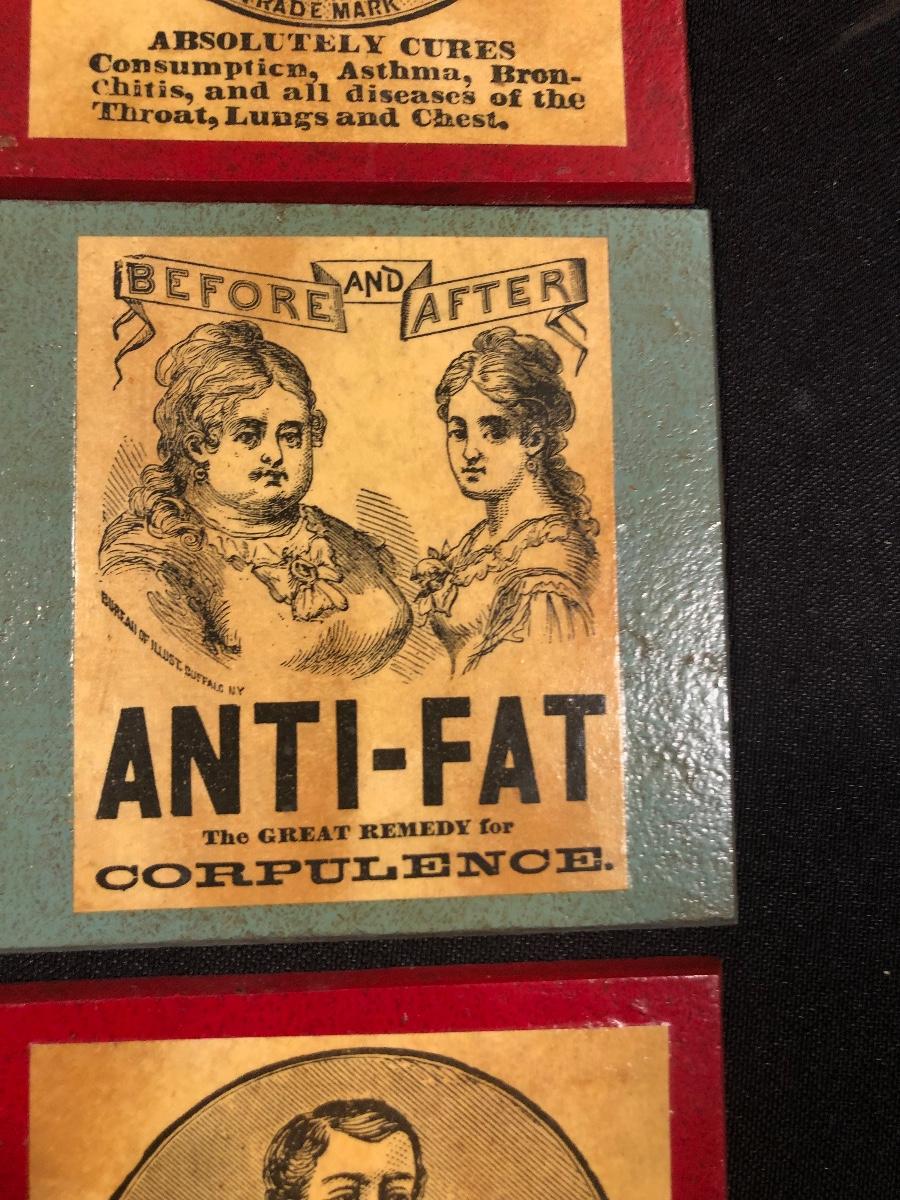 TRADE MARK
ABSOLUTELY CURES
Consumption, Asthma, Bron-
chitis, and all diseases of the
Throat, Lungs and Chest.
BEFORE AND AFTER
BUREAU OF ILLUST. BUFFALO NY
ANTI-FAT
The GREAT REMEDY for
CORPULENCE.